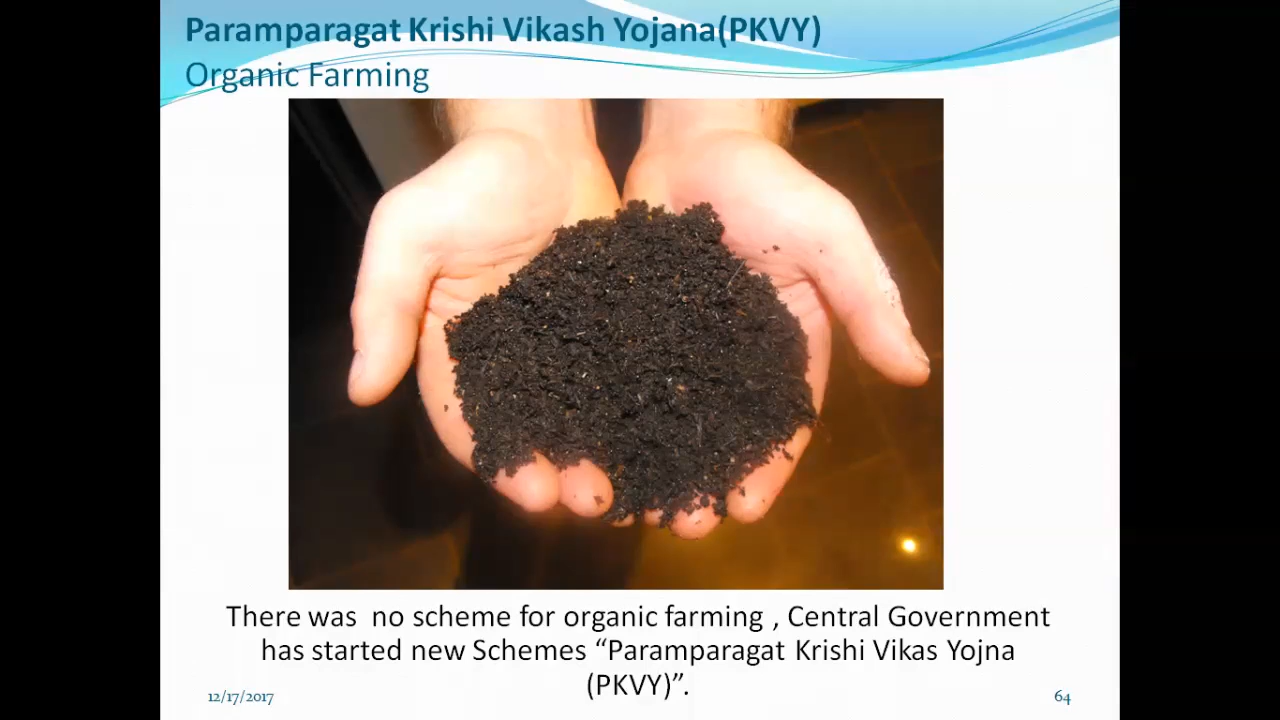 Paramparagat Krishi Vikash Yojana(PKVY)
Organic Farming
There was no scheme for organic farming , Central Government
has started new Schemes “Paramparagat Krishi Vikas Yojna
(PKVY)”.
12/17/2017
64